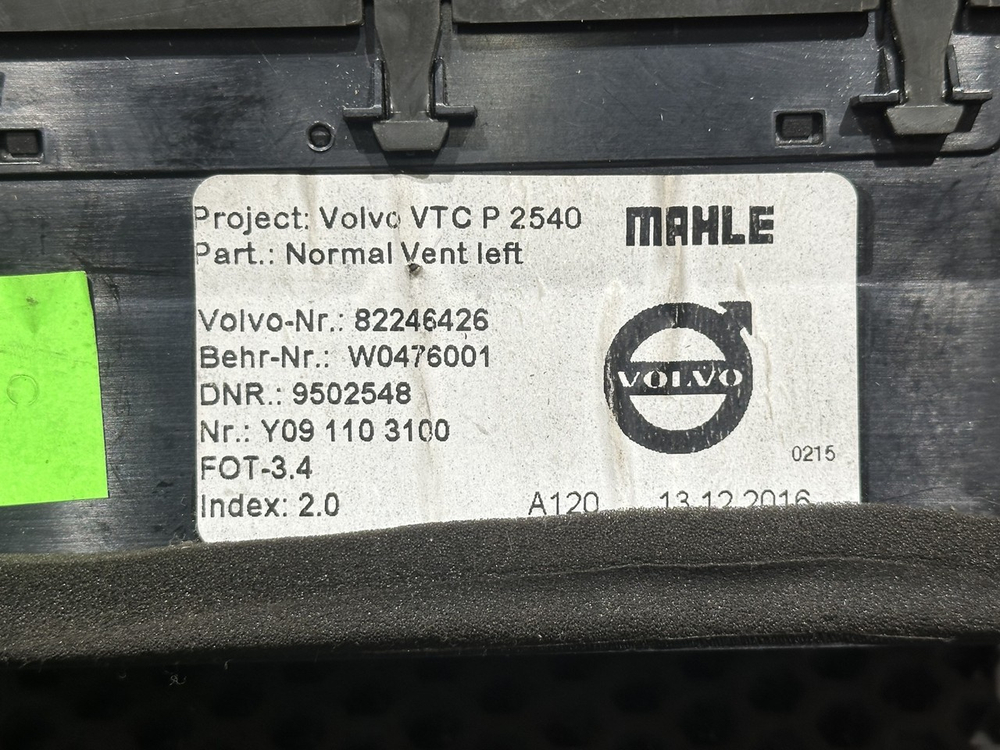 Project: Volvo VTC P 2540
MAHLE
Part.: Normal Vent left
Volvo-Nr.: 82246426
Behr-Nr.: W0476001
VOLVO
DNR.: 9502548
Nr.: Y09 110 3100
0215
FOT-3.4
Index: 2.0
A120
13.12.2016